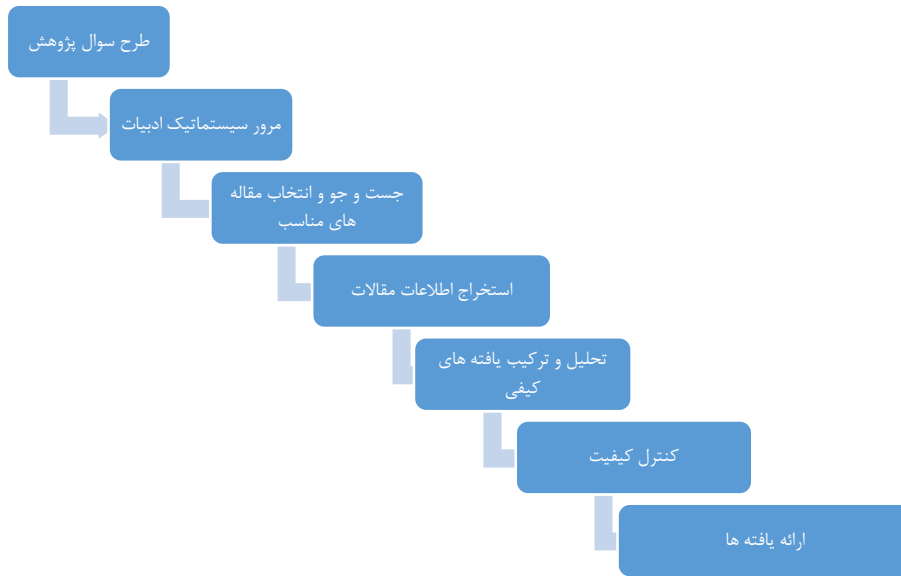 طرح سوال پژوهش
مرور سیستماتیک ادبیات
جست و جو و انتخاب مقاله
های مناسب
استخراج اطلاعات مقالات
تحلیل و ترکیب یافته های
کیفی
کنترل کیفیت
ارائه یافته ها